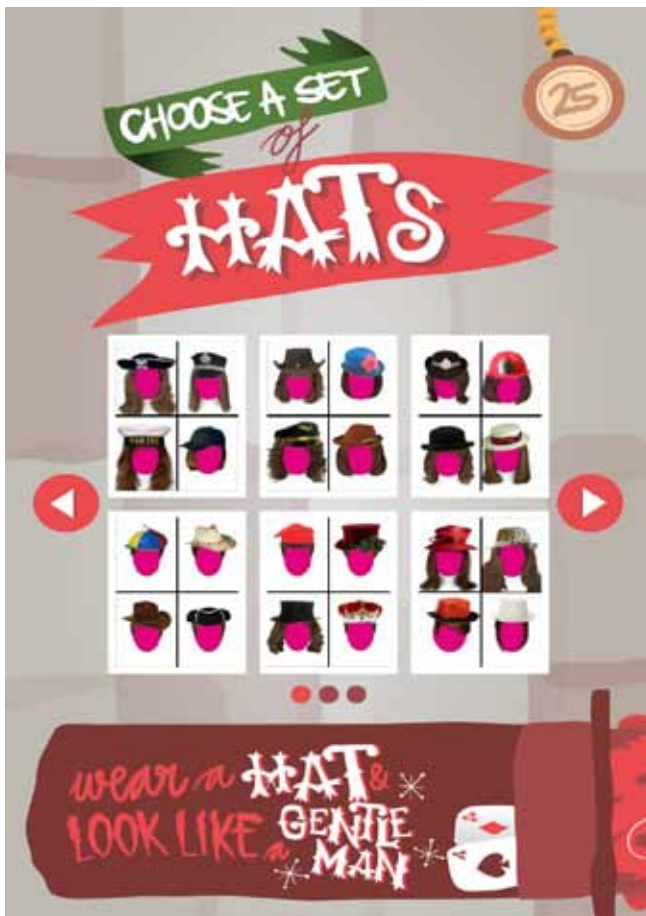 CHOOSE A SET
of
HATS
25
wear a HAT &
LOOK LIKE a GENTLE
MAN